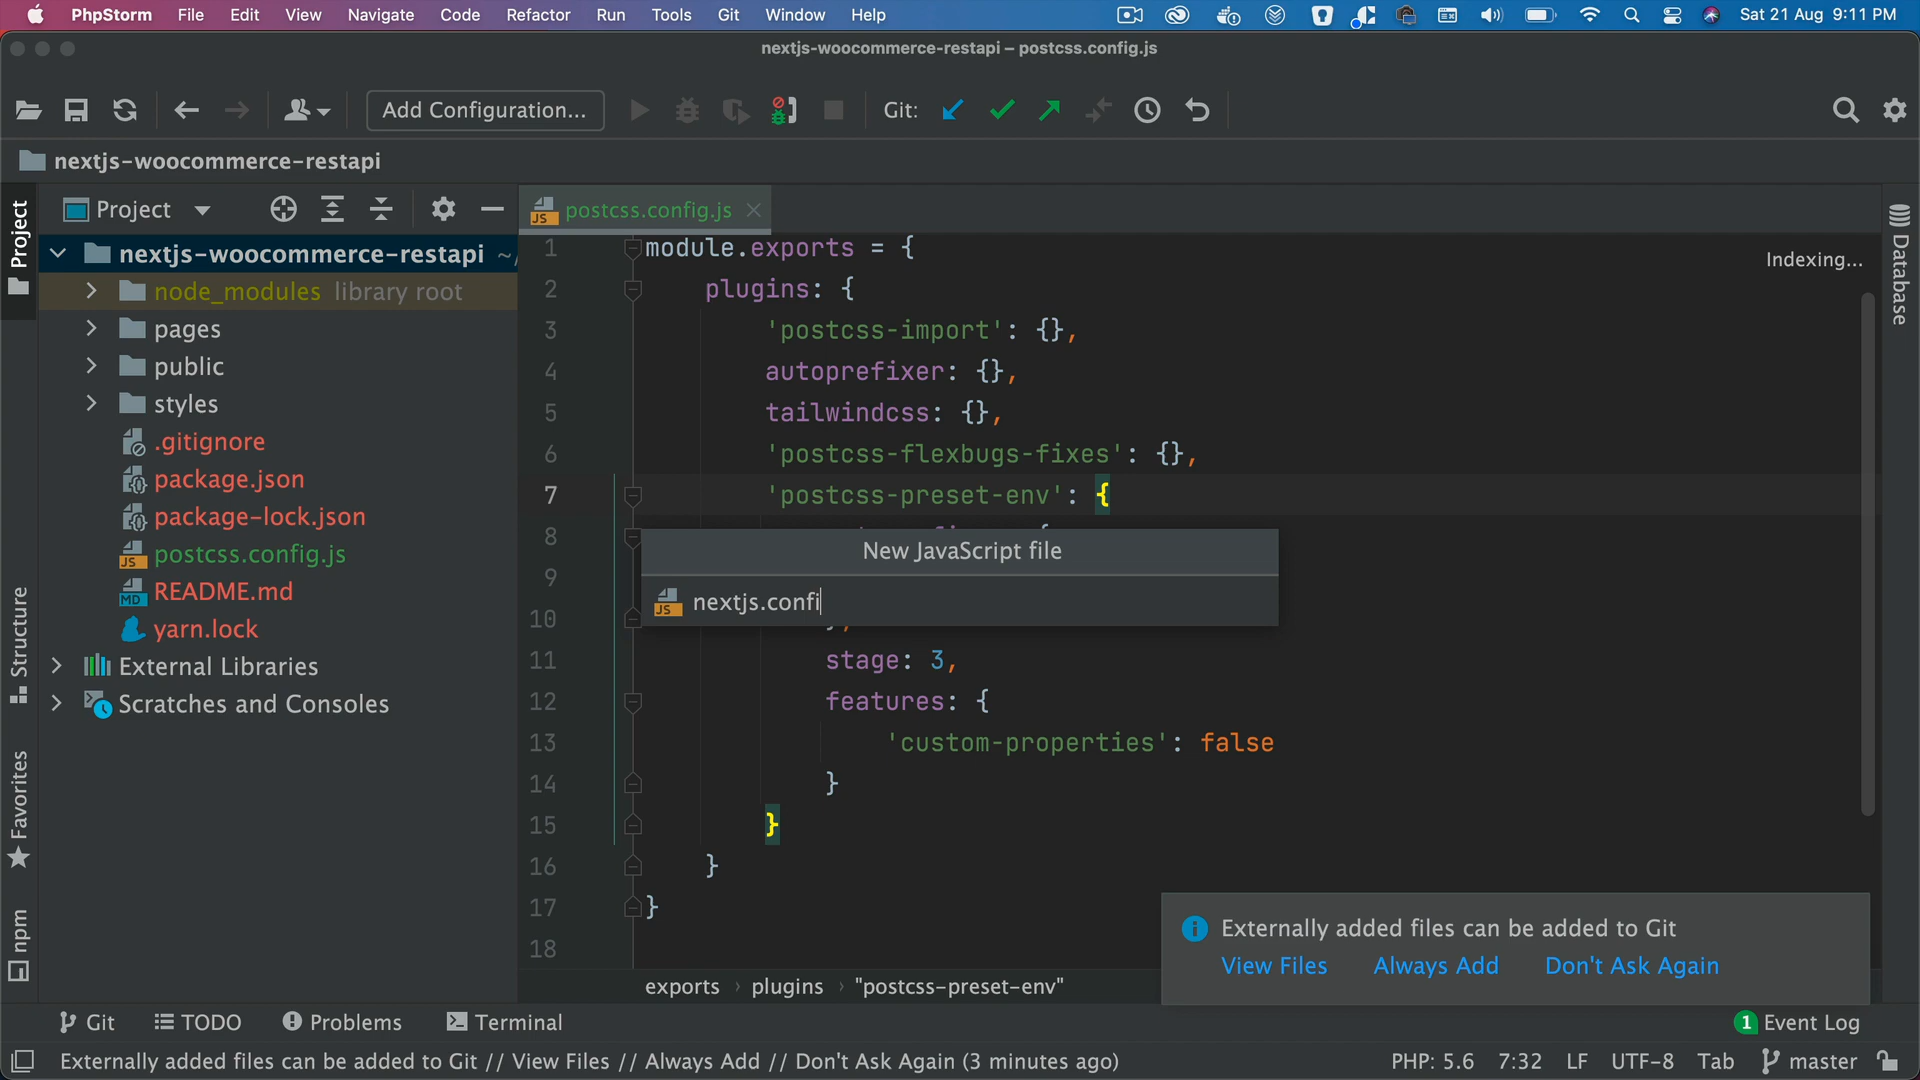 PhpStorm File Edit View Navigate Code Refactor Run Tools Git Window Help Sat 21 Aug 9:11 PM
nextjs-woocommerce-restapi – postcss.config.js
Add Configuration... Git:
nextjs-woocommerce-restapi
Project
Project
postcss.config.js
nextjs-woocommerce-restapi ~/
node_modules library root
pages
public
styles
.gitignore
package.json
package-lock.json
postcss.config.js
README.md
yarn.lock
External Libraries
Scratches and Consoles
Structure
Favorites
npm
1 module.exports = {
2 plugins: {
3 'postcss-import': {},
4 autoprefixer: {},
5 tailwindcss: {},
6 'postcss-flexbugs-fixes': {},
7 'postcss-preset-env': {
8
9
10
11 stage: 3,
12 features: {
13 'custom-properties': false
14 }
15 }
16 }
17 }
18
Indexing...
Database
New JavaScript file
JS nextjs.confi
Externally added files can be added to Git
View Files Always Add Don't Ask Again
exports › plugins › "postcss-preset-env"
Git TODO Problems Terminal 1 Event Log
Externally added files can be added to Git // View Files // Always Add // Don't Ask Again (3 minutes ago) PHP: 5.6 7:32 LF UTF-8 Tab master